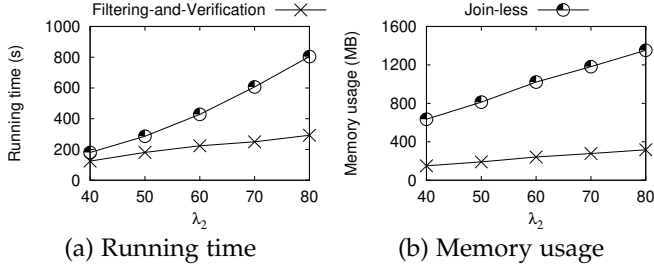 Filtering-and-Verification
Join-less
Running time (s)
1000
800
600
400
200
0
40 50 60 70 80
λ2
(a) Running time
Memory usage (MB)
1600
1200
800
400
0
40 50 60 70 80
λ2
(b) Memory usage